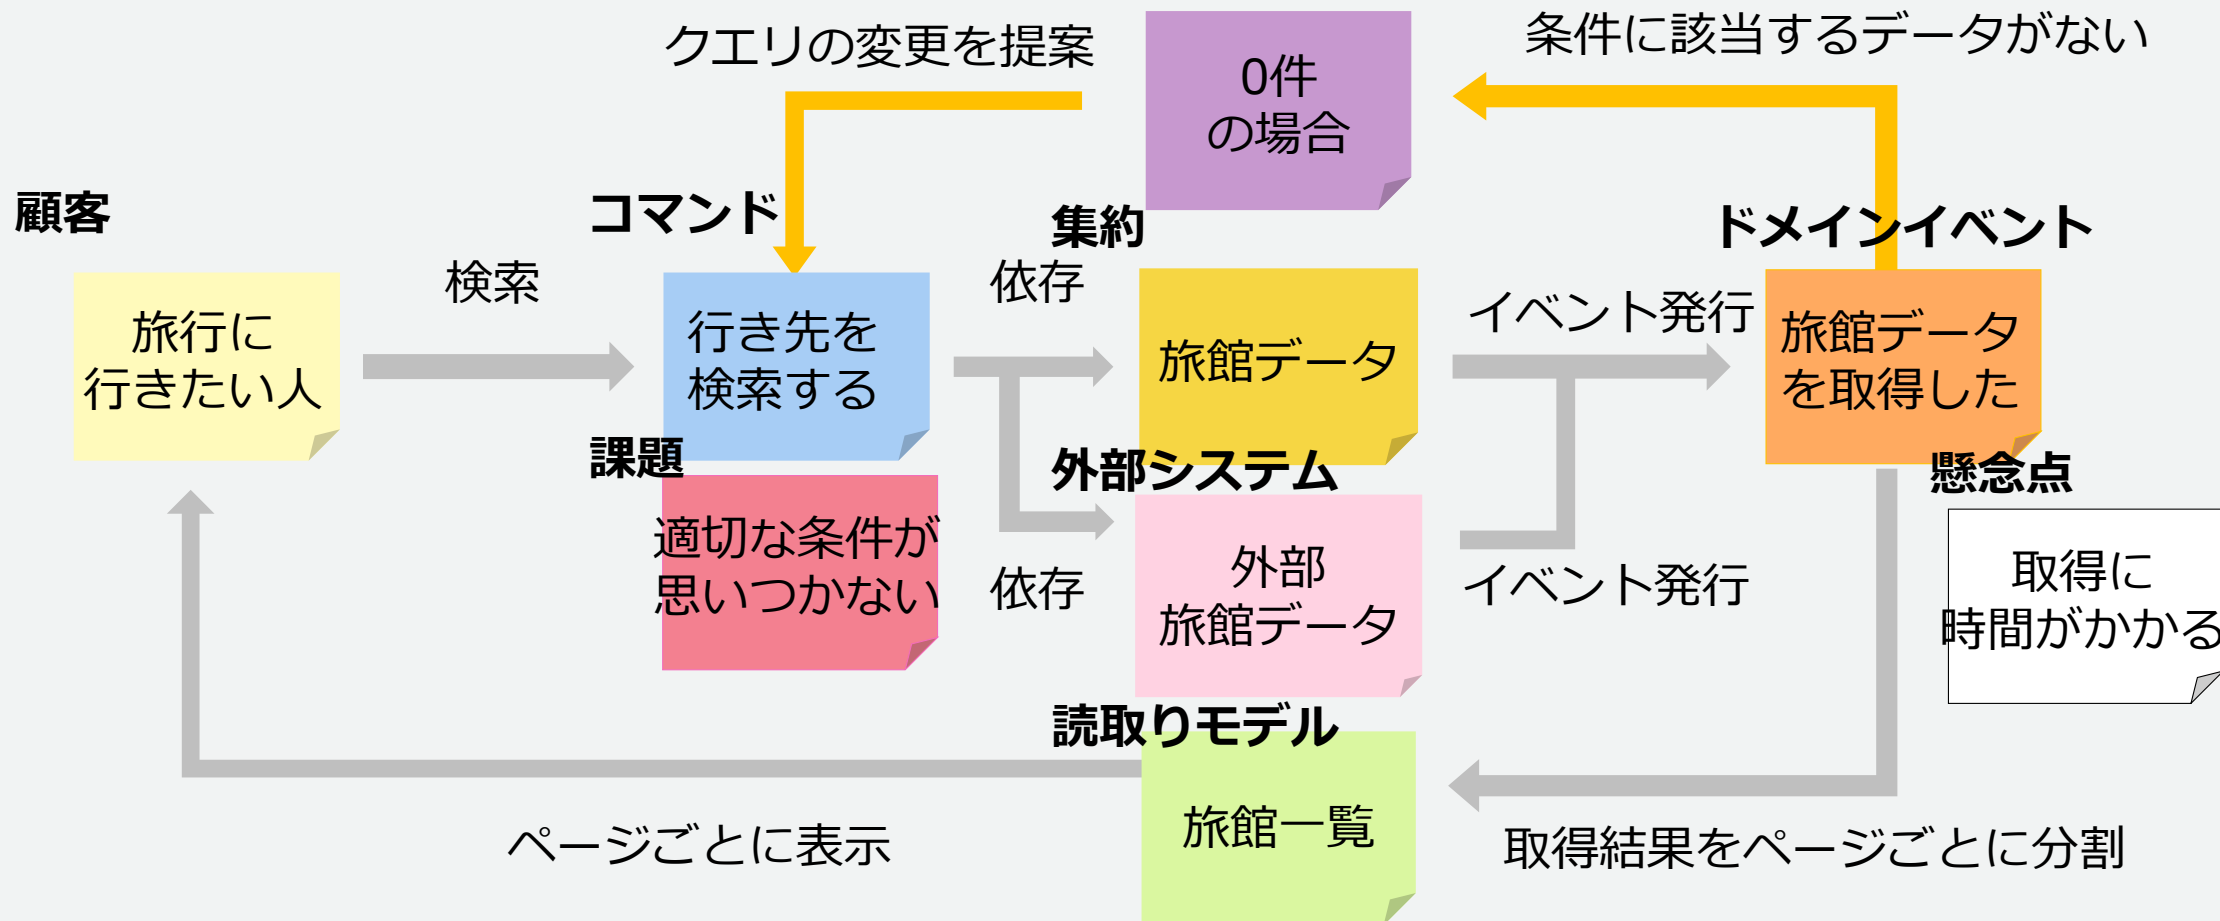 クエリの変更を提案
0件
の場合
条件に該当するデータがない
顧客
コマンド
集約
ドメインイベント
旅行に
行きたい人
検索
行き先を
検索する
依存
旅館データ
イベント発行
旅館データ
を取得した
課題
適切な条件が
思いつかない
依存
外部システム
外部
旅館データ
イベント発行
懸念点
取得に
時間がかかる
読取りモデル
旅館一覧
ページごとに表示
取得結果をページごとに分割